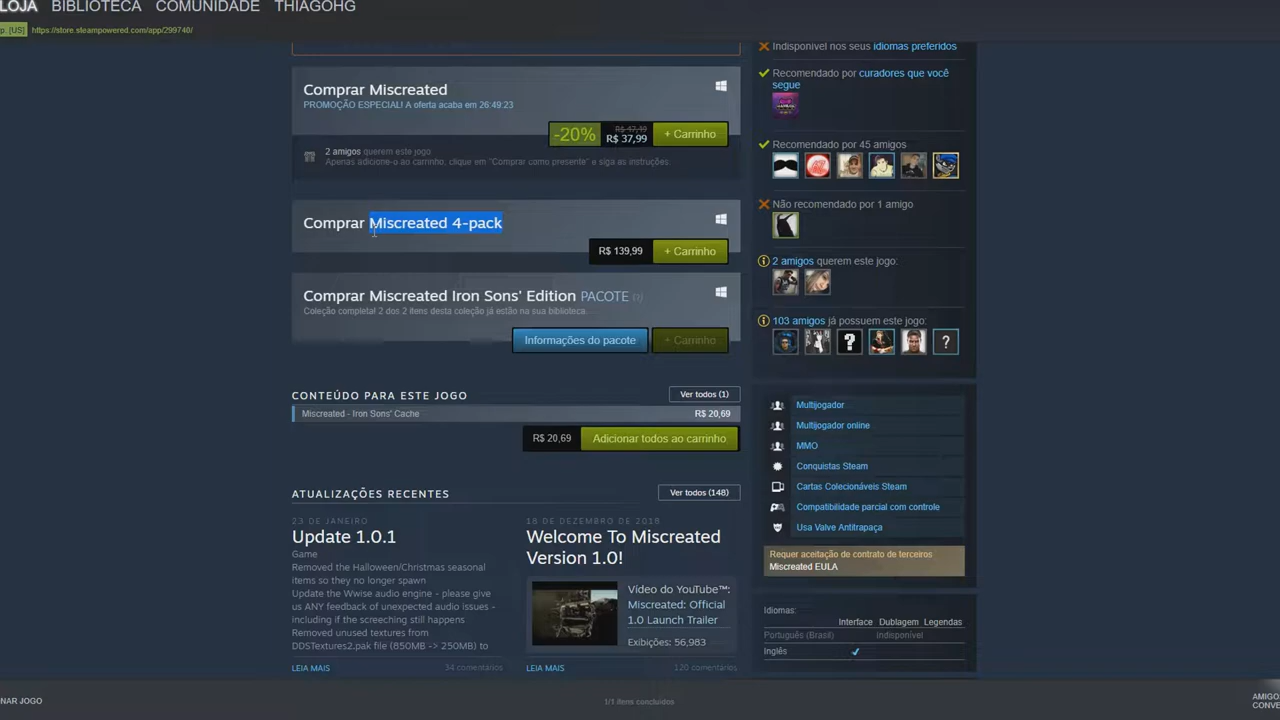 LOJA BIBLIOTECA COMUNIDADE THIAGOHG
p. [US] https://store.steampowered.com/app/299740/
Comprar Miscreated
PROMOÇÃO ESPECIAL! A oferta acaba em 26:49:23
-20% R$ 47,49 R$ 37,99 + Carrinho
2 amigos querem este jogo
Apenas adicione-o ao carrinho, clique em "Comprar como presente" e siga as instruções.
Comprar Miscreated 4-pack
R$ 139,99 + Carrinho
Comprar Miscreated Iron Sons' Edition PACOTE (?)
Coleção completa! 2 dos 2 itens desta coleção já estão na sua biblioteca.
Informações do pacote + Carrinho
CONTEÚDO PARA ESTE JOGO Ver todos (1)
Miscreated - Iron Sons' Cache R$ 20,69
R$ 20,69 Adicionar todos ao carrinho
ATUALIZAÇÕES RECENTES Ver todos (148)
23 DE JANEIRO
Update 1.0.1
Game
Removed the Halloween/Christmas seasonal
items so they no longer spawn
Update the Wwise audio engine - please give
us ANY feedback of unexpected audio issues -
including if the screeching still happens
Removed unused textures from
DDSTextures2.pak file (850MB -> 250MB) to
LEIA MAIS 34 comentários
18 DE DEZEMBRO DE 2018
Welcome To Miscreated
Version 1.0!
Vídeo do YouTube™:
Miscreated: Official
1.0 Launch Trailer
Exibições: 56,983
LEIA MAIS 120 comentários
Indisponível nos seus idiomas preferidos
Recomendado por curadores que você
segue
Recomendado por 45 amigos
Não recomendado por 1 amigo
2 amigos querem este jogo:
103 amigos já possuem este jogo:
? ?
Multijogador
Multijogador online
MMO
Conquistas Steam
Cartas Colecionáveis Steam
Compatibilidade parcial com controle
Usa Valve Antitrapaça
Requer aceitação de contrato de terceiros
Miscreated EULA
Idiomas:
Interface Dublagem Legendas
Português (Brasil) Indisponível
Inglês
NAR JOGO
1/1 itens concluídos
AMIGO
CONVE